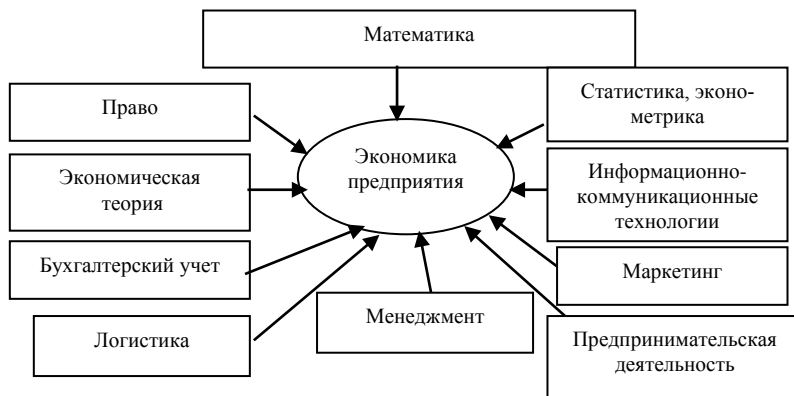 Математика
Право
Статистика, эконо-
метрика
Экономика
предприятия
Экономическая
теория
Информационно-
коммуникационные
технологии
Бухгалтерский учет
Маркетинг
Логистика
Менеджмент
Предпринимательская
деятельность